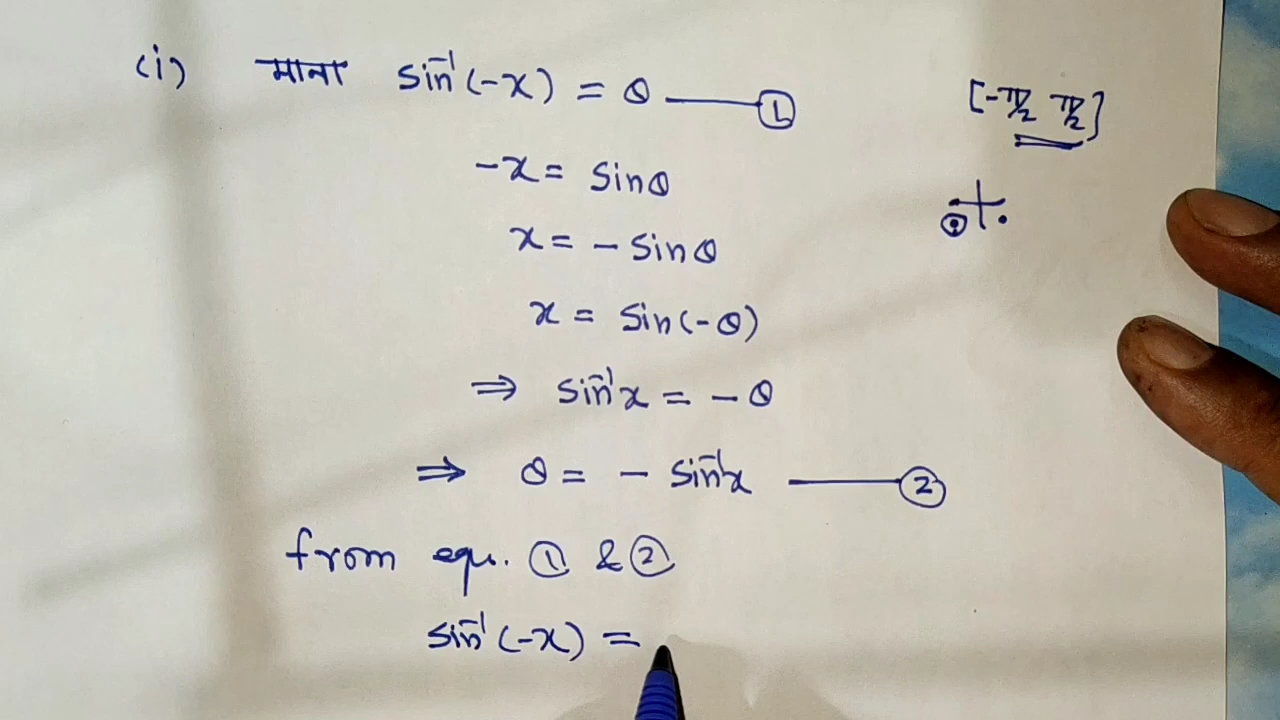 (i) माना sin⁻¹(-x) = θ —— ①
[-π/2 π/2]
-x = sinθ
x = - sinθ
x = sin(-θ)
⇒ sin⁻¹x = - θ
⇒ θ = - sin⁻¹x —— ②
from equ. ① & ②
sin⁻¹(-x) =